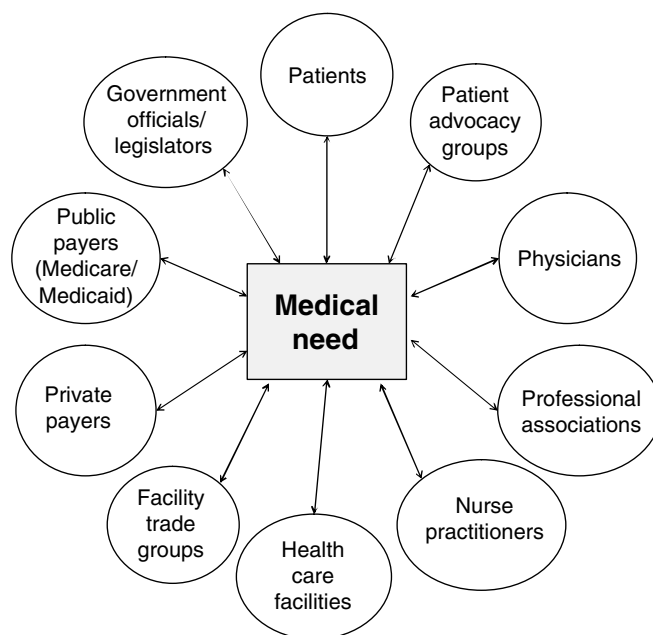 Patients
Patient
advocacy
groups
Physicians
Professional
associations
Nurse
practitioners
Health
care
facilities
Facility
trade
groups
Private
payers
Public
payers
(Medicare/
Medicaid)
Government
officials/
legislators
Medical
need